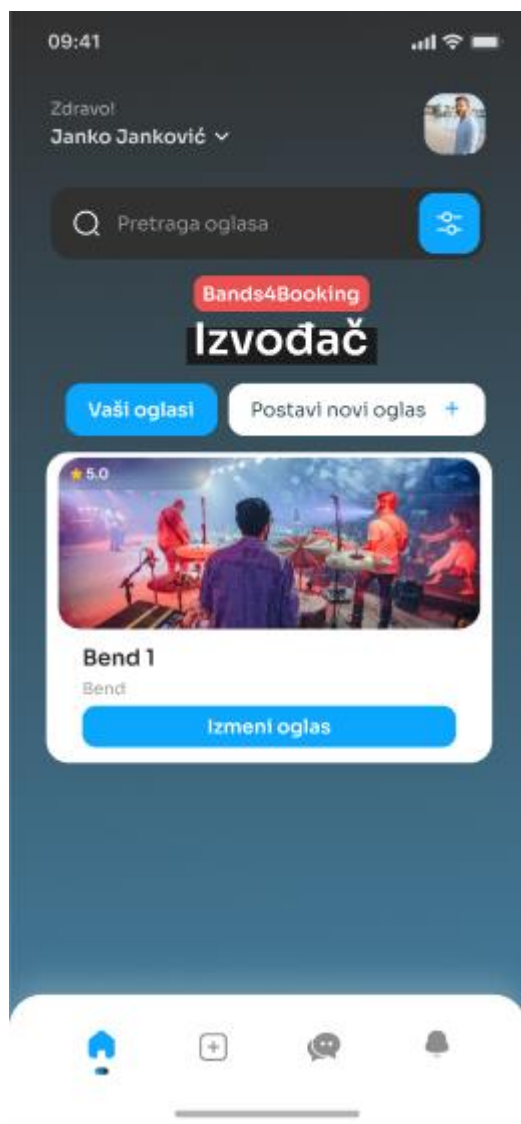 09:41
Zdravo!
Janko Janković
Pretraga oglasa
Bands4Booking
Izvođač
Vaši oglasi
Postavi novi oglas +
5.0
Bend 1
Bend
Izmeni oglas